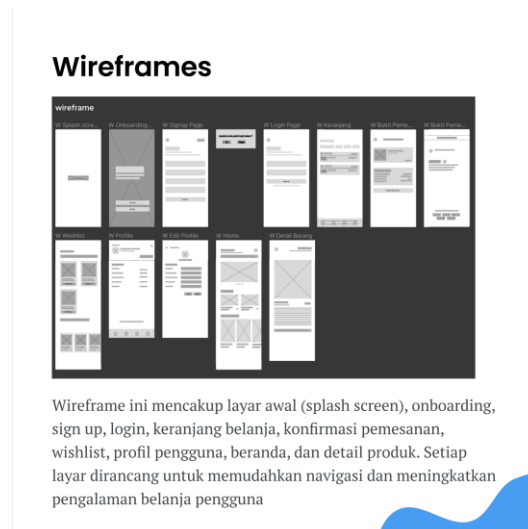 Wireframes
wireframe
W Splash scre...
W Onboarding...
W Signup Page
W Login Page
W Keranjang
W Bukti Peme...
W Bukti Peme...
W Wishlist
W Profile
W Edit Profile
W Home
W Detail Barang
Wireframe ini mencakup layar awal (splash screen), onboarding,
sign up, login, keranjang belanja, konfirmasi pemesanan,
wishlist, profil pengguna, beranda, dan detail produk. Setiap
layar dirancang untuk memudahkan navigasi dan meningkatkan
pengalaman belanja pengguna